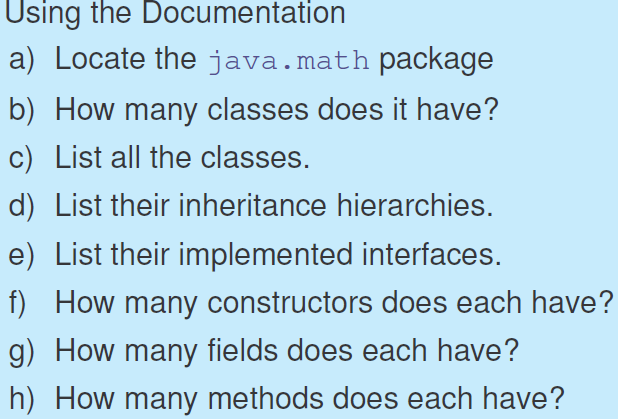 Using the Documentation
a) Locate the java.math package
b) How many classes does it have?
c) List all the classes.
d) List their inheritance hierarchies.
e) List their implemented interfaces.
f) How many constructors does each have?
g) How many fields does each have?
h) How many methods does each have?